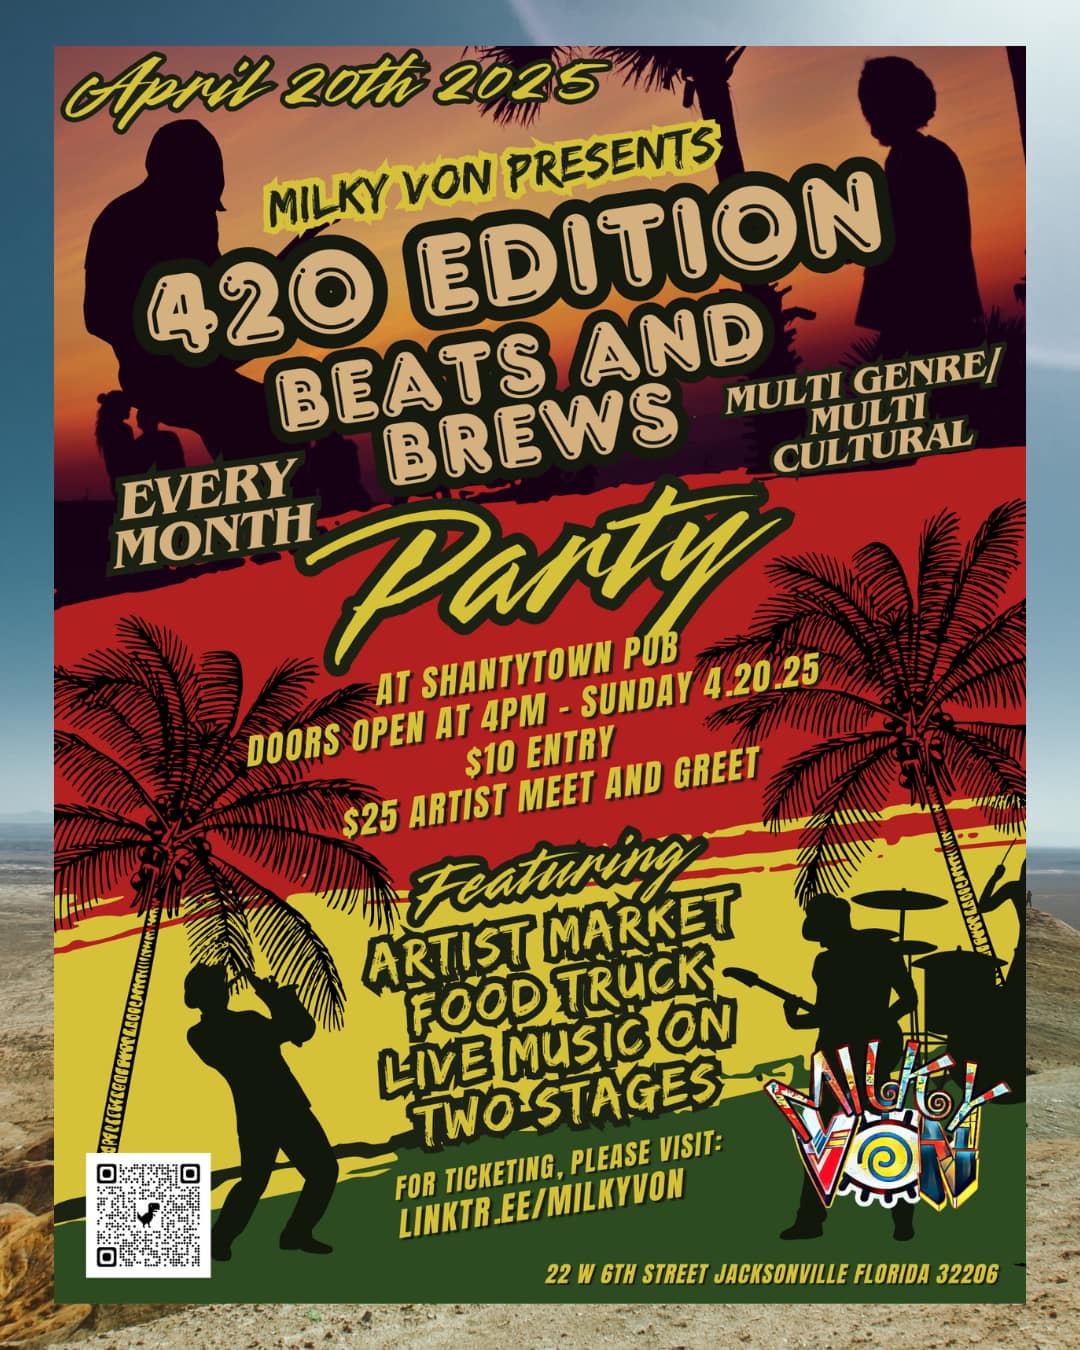 April 20th 2025
MILKY VON PRESENTS
420 EDITION
BEATS AND
BREWS
MULTI GENRE/
MULTI
CULTURAL
EVERY
MONTH
Party
AT SHANTYTOWN PUB
DOORS OPEN AT 4PM - SUNDAY 4.20.25
$10 ENTRY
$25 ARTIST MEET AND GREET
Featuring
ARTIST MARKET
FOOD TRUCK
LIVE MUSIC ON
TWO STAGES
MILKY
VON
FOR TICKETING, PLEASE VISIT:
LINKTR.EE/MILKYVON
22 W 6TH STREET JACKSONVILLE FLORIDA 32206